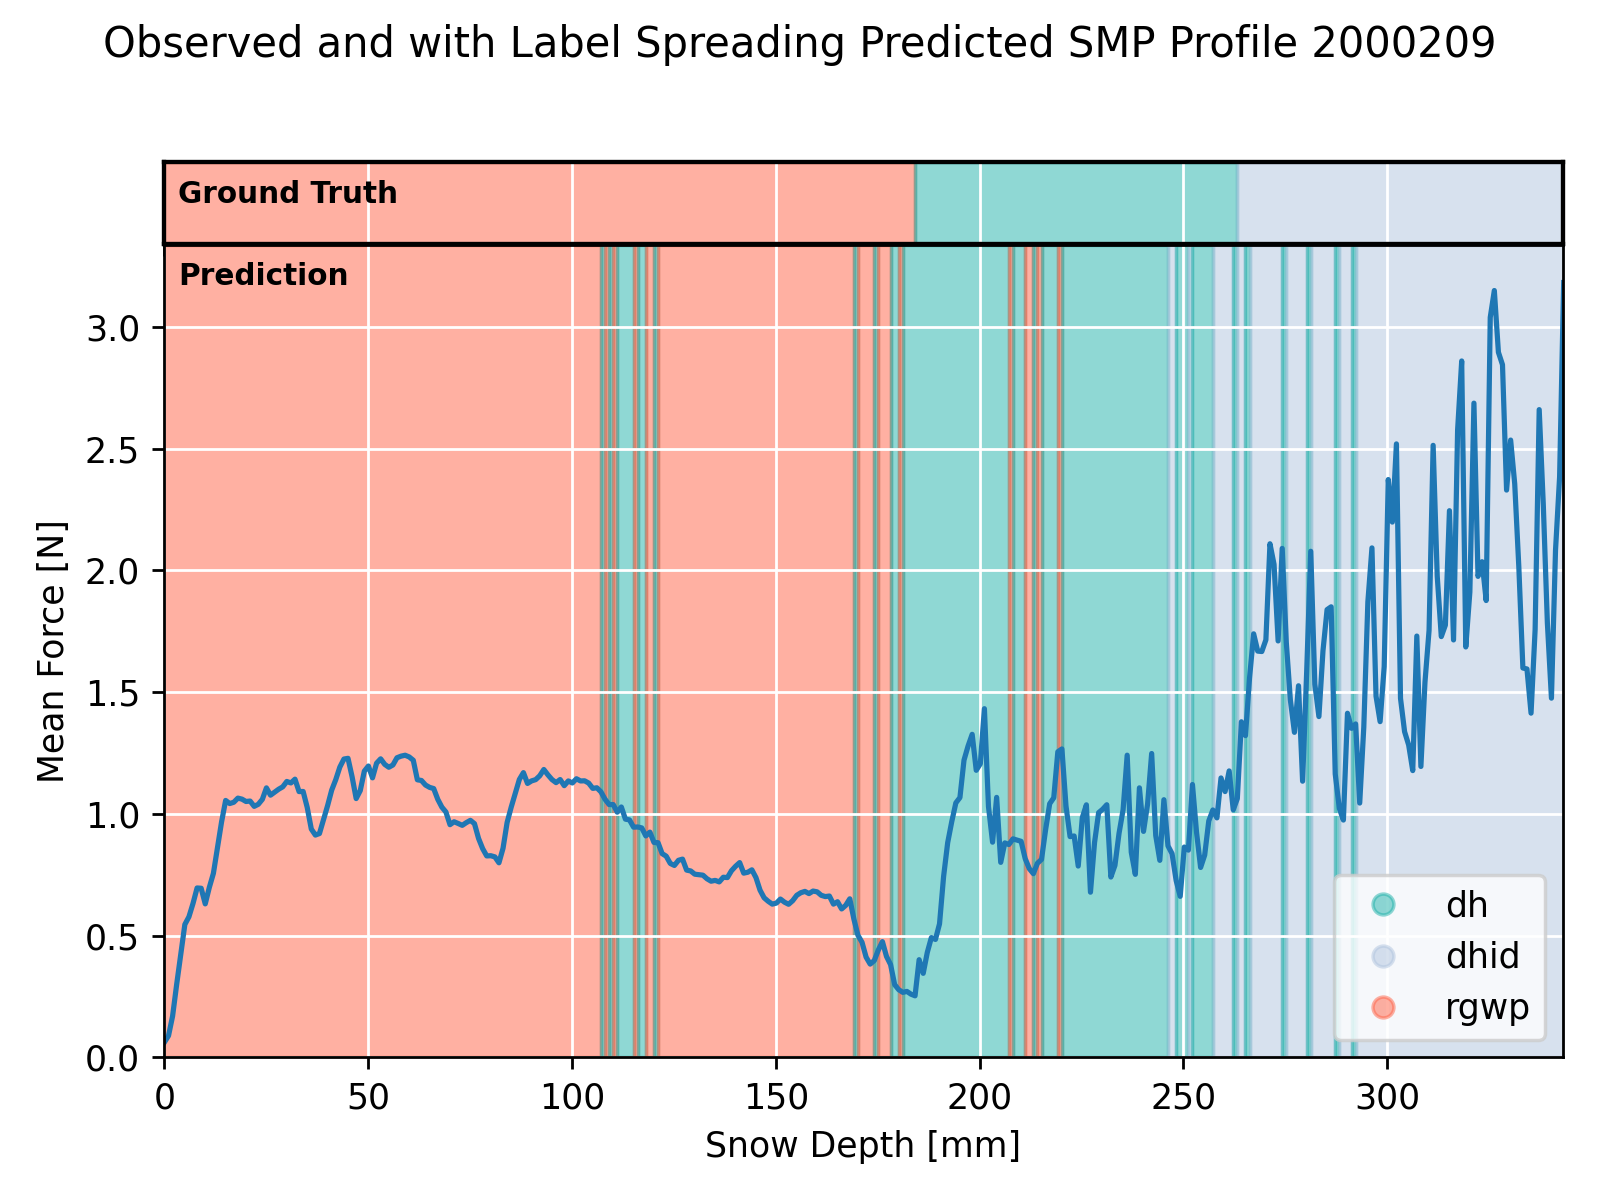 Observed and with Label Spreading Predicted SMP Profile 2000209
Ground Truth
Prediction
3.0
2.5
2.0
1.5
1.0
0.5
0.0
Mean Force [N]
dh
dhid
rgwp
0 50 100 150 200 250 300
Snow Depth [mm]